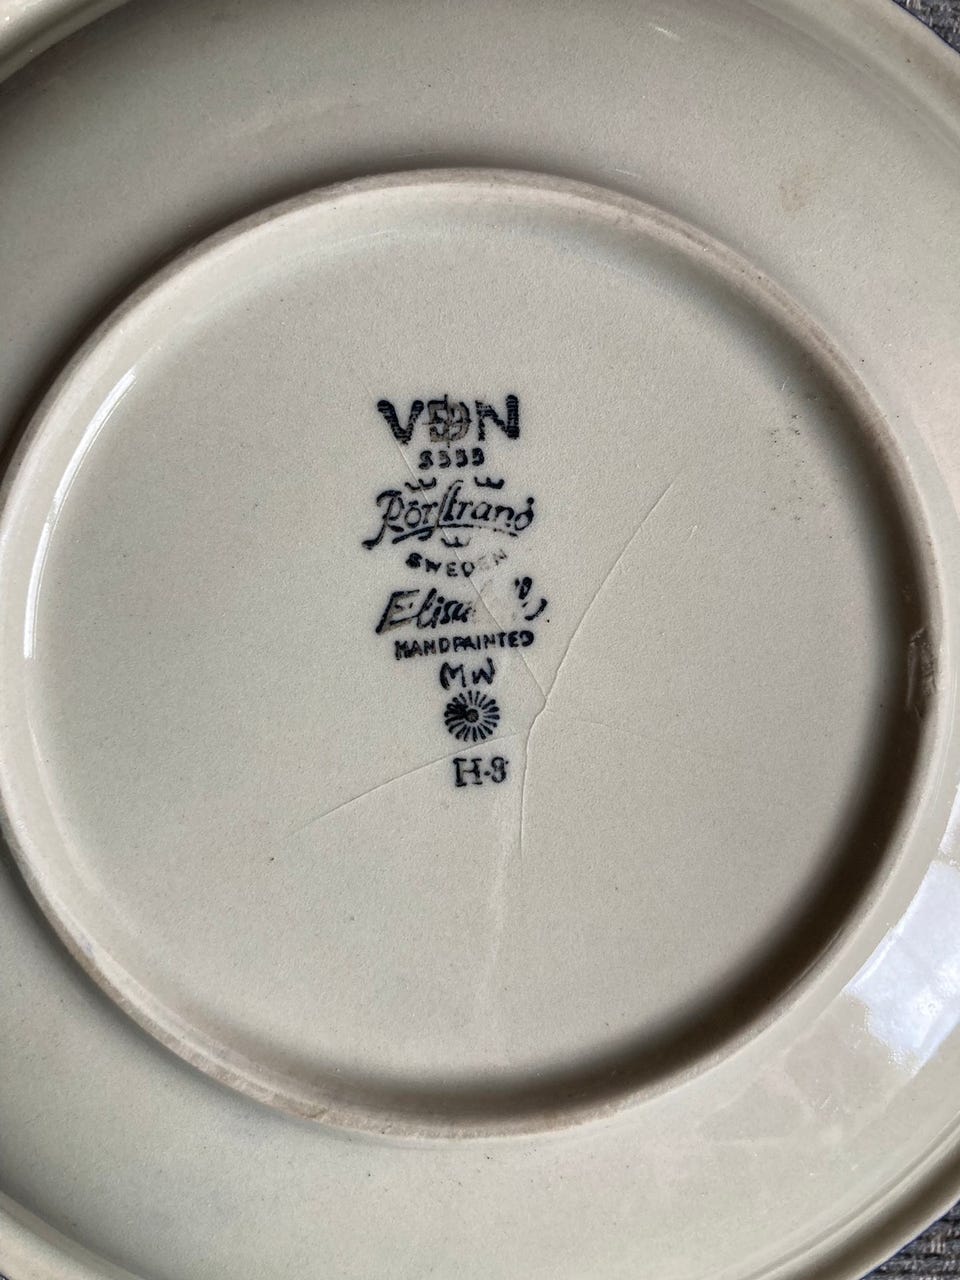 VDN
Rörstrand
SWEDEN
HANDPAINTED
MW
H-8